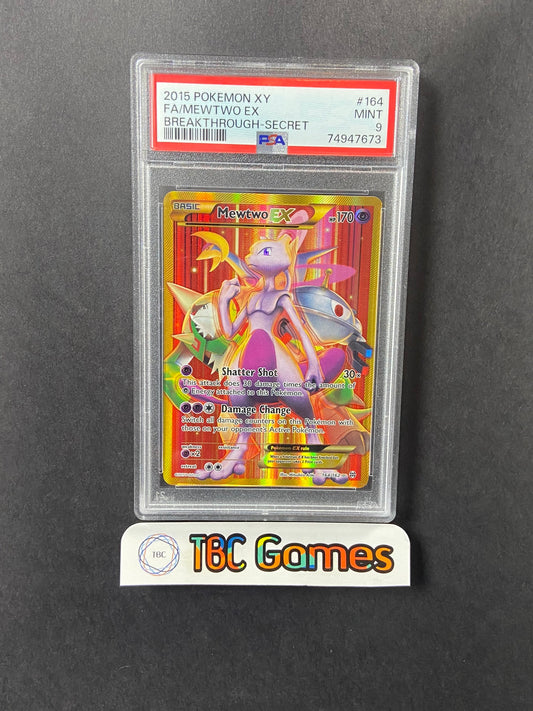 2015 POKEMON XY #164
FA/MEWTWO EX MINT
BREAKTHROUGH-SECRET 9
PSA 74947673
BASIC
Mewtwo EX HP 170
Shatter Shot 30×
This attack does 30 damage times the amount of
Energy attached to this Pokémon.
Damage Change
Switch all damage counters on this Pokémon with
those on your opponent's Active Pokémon.
weakness resistance
×2
retreat
Pokémon EX rule
164/162
TBC TBC Games